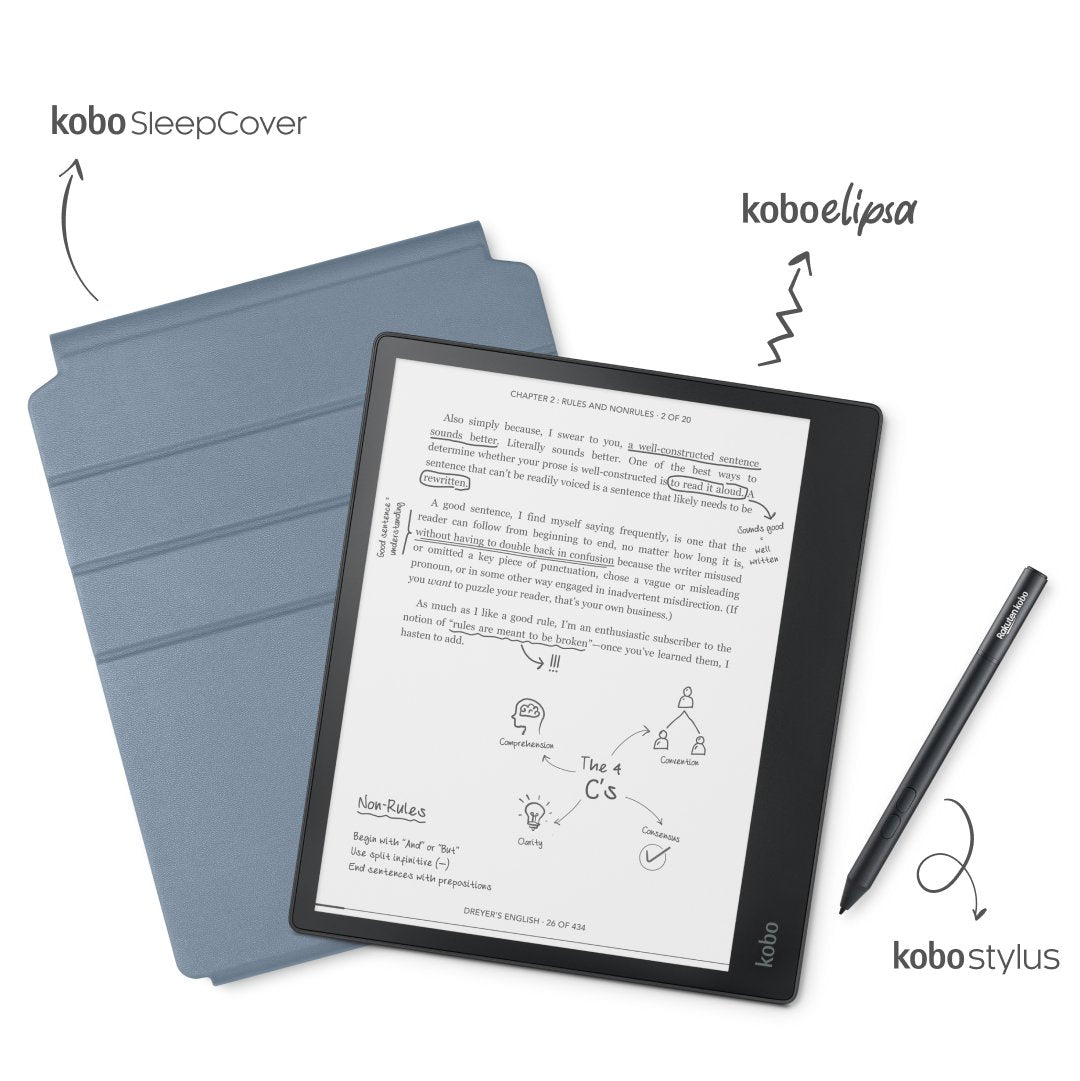 kobo SleepCover
koboelipsa
CHAPTER 2 : RULES AND NONRULES · 2 OF 20
Also simply because, I swear to you, a well-constructed sentence
sounds better. Literally sounds better. One of the best ways to
determine whether your prose is well-constructed is to read it aloud. A
sentence that can't be readily voiced is a sentence that likely needs to be
rewritten.
Sounds good
=
well
written
Good sentence =
understanding
A good sentence, I find myself saying frequently, is one that the
reader can follow from beginning to end, no matter how long it is,
without having to double back in confusion because the writer misused
or omitted a key piece of punctuation, chose a vague or misleading
pronoun, or in some other way engaged in inadvertent misdirection. (If
you want to puzzle your reader, that's your own business.)
As much as I like a good rule, I'm an enthusiastic subscriber to the
notion of “rules are meant to be broken”—once you've learned them, I
hasten to add.
!!!
Comprehension
Convention
The 4
C's
Clarity
Consensus
Non-Rules
Begin with "And" or "But"
Use split infinitive (—)
End sentences with prepositions
DREYER'S ENGLISH · 26 OF 434
kobo
Rakuten kobo
kobo stylus